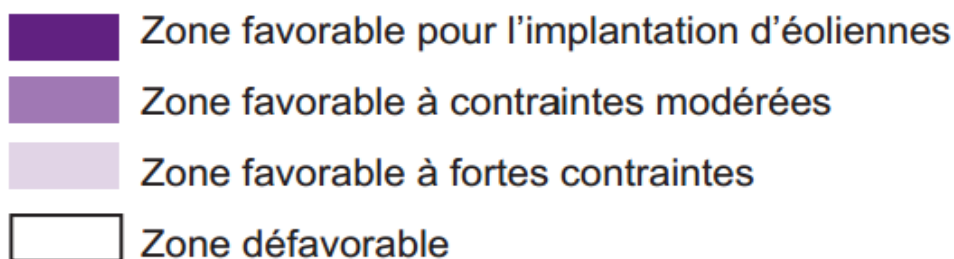 Zone favorable pour l’implantation d’éoliennes
Zone favorable à contraintes modérées
Zone favorable à fortes contraintes
Zone défavorable